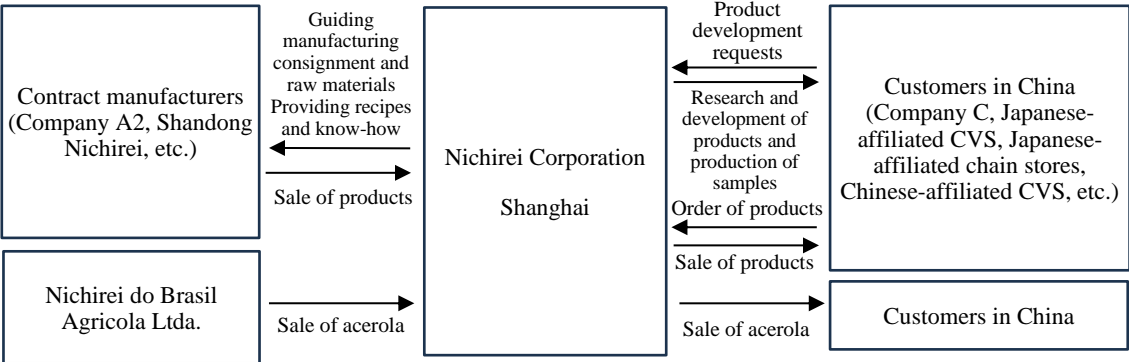 Contract manufacturers
(Company A2, Shandong
Nichirei, etc.)
Guiding
manufacturing
consignment and
raw materials
Providing recipes
and know-how
Sale of products
Nichirei Corporation
Shanghai
Product
development
requests
Research and
development of
products and
production of
samples
Order of products
Sale of products
Customers in China
(Company C, Japanese-
affiliated CVS, Japanese-
affiliated chain stores,
Chinese-affiliated CVS, etc.)
Nichirei do Brasil
Agricola Ltda.
Sale of acerola
Sale of acerola
Customers in China